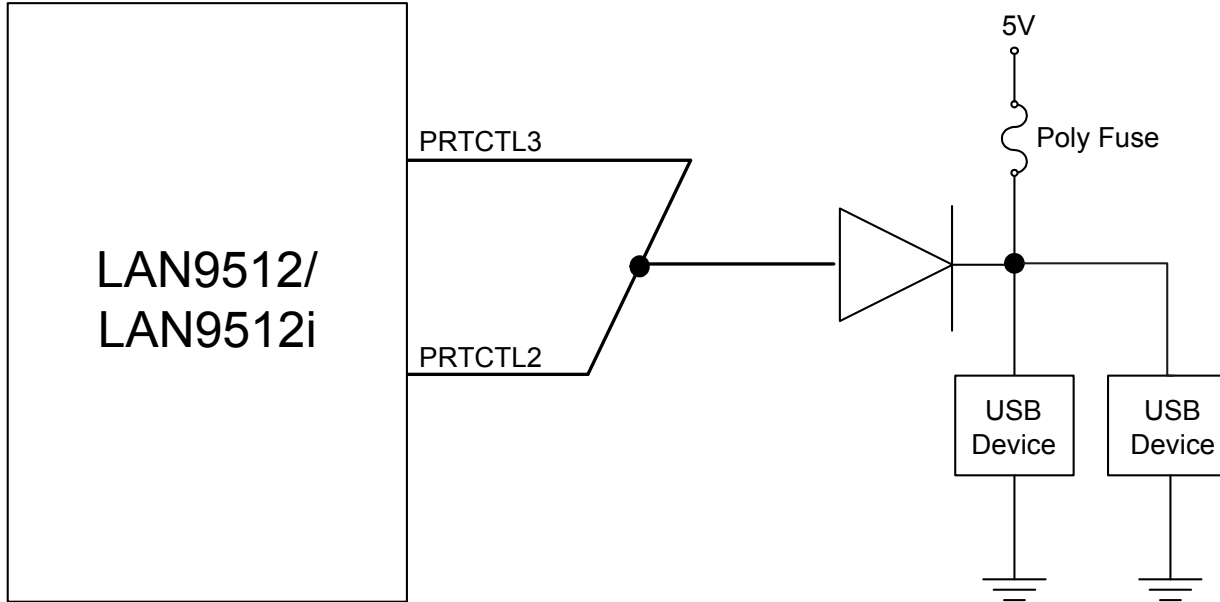 5V
PRTCTL3
Poly Fuse
LAN9512/
LAN9512i
PRTCTL2
USB
Device
USB
Device